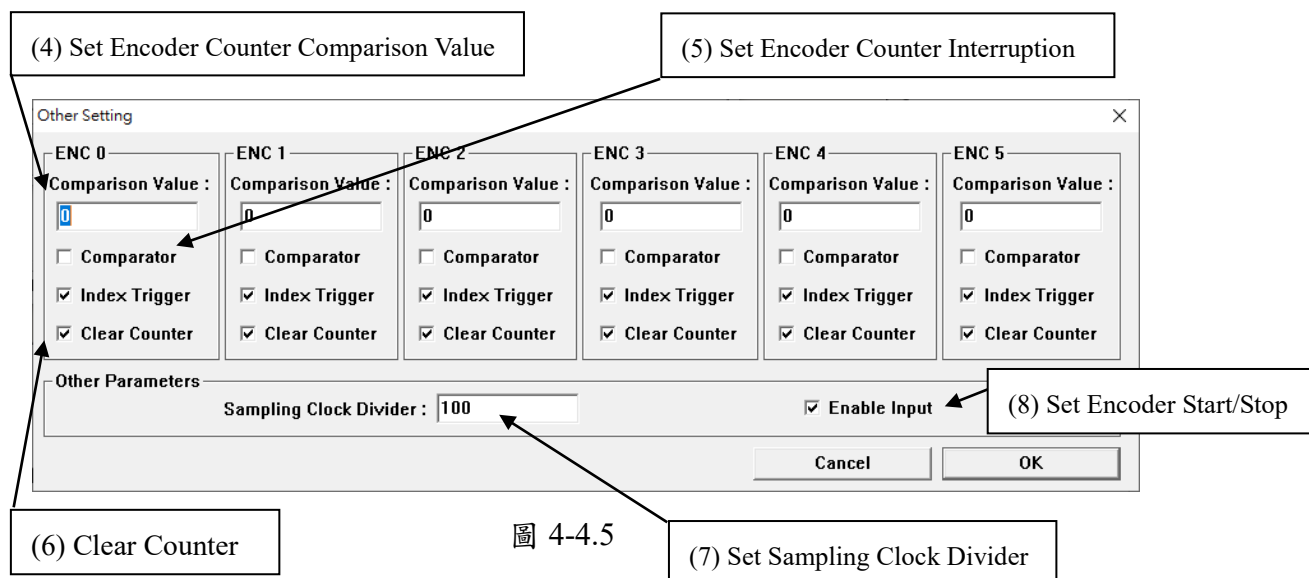 (4) Set Encoder Counter Comparison Value
(5) Set Encoder Counter Interruption
Other Setting
ENC 0 ENC 1 ENC 2 ENC 3 ENC 4 ENC 5
Comparison Value : Comparison Value : Comparison Value : Comparison Value : Comparison Value : Comparison Value :
0 0 0 0 0 0
Comparator Comparator Comparator Comparator Comparator Comparator
Index Trigger Index Trigger Index Trigger Index Trigger Index Trigger Index Trigger
Clear Counter Clear Counter Clear Counter Clear Counter Clear Counter Clear Counter
Other Parameters
Sampling Clock Divider : 100 Enable Input
(8) Set Encoder Start/Stop
Cancel OK
(6) Clear Counter
圖 4-4.5
(7) Set Sampling Clock Divider